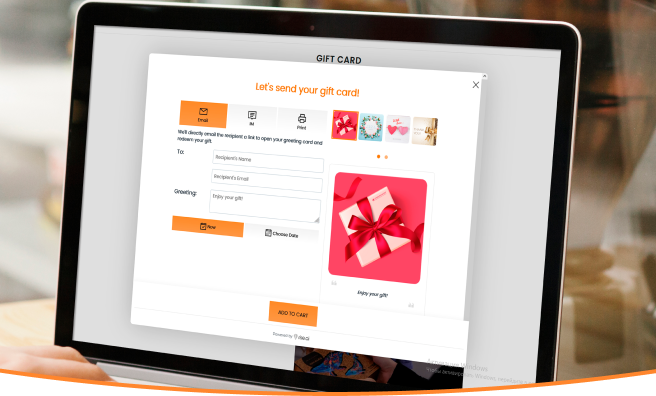 GIFT CARD
Let's send your gift card!
Email
IM
Print
We'll directly email the recipient a link to open your greeting card and
redeem your gift.
To:
Recipient's Name
Recipient's Email
Greeting:
Enjoy your gift!
Now
Choose Date
Enjoy your gift!
ADD TO CART
Powered by